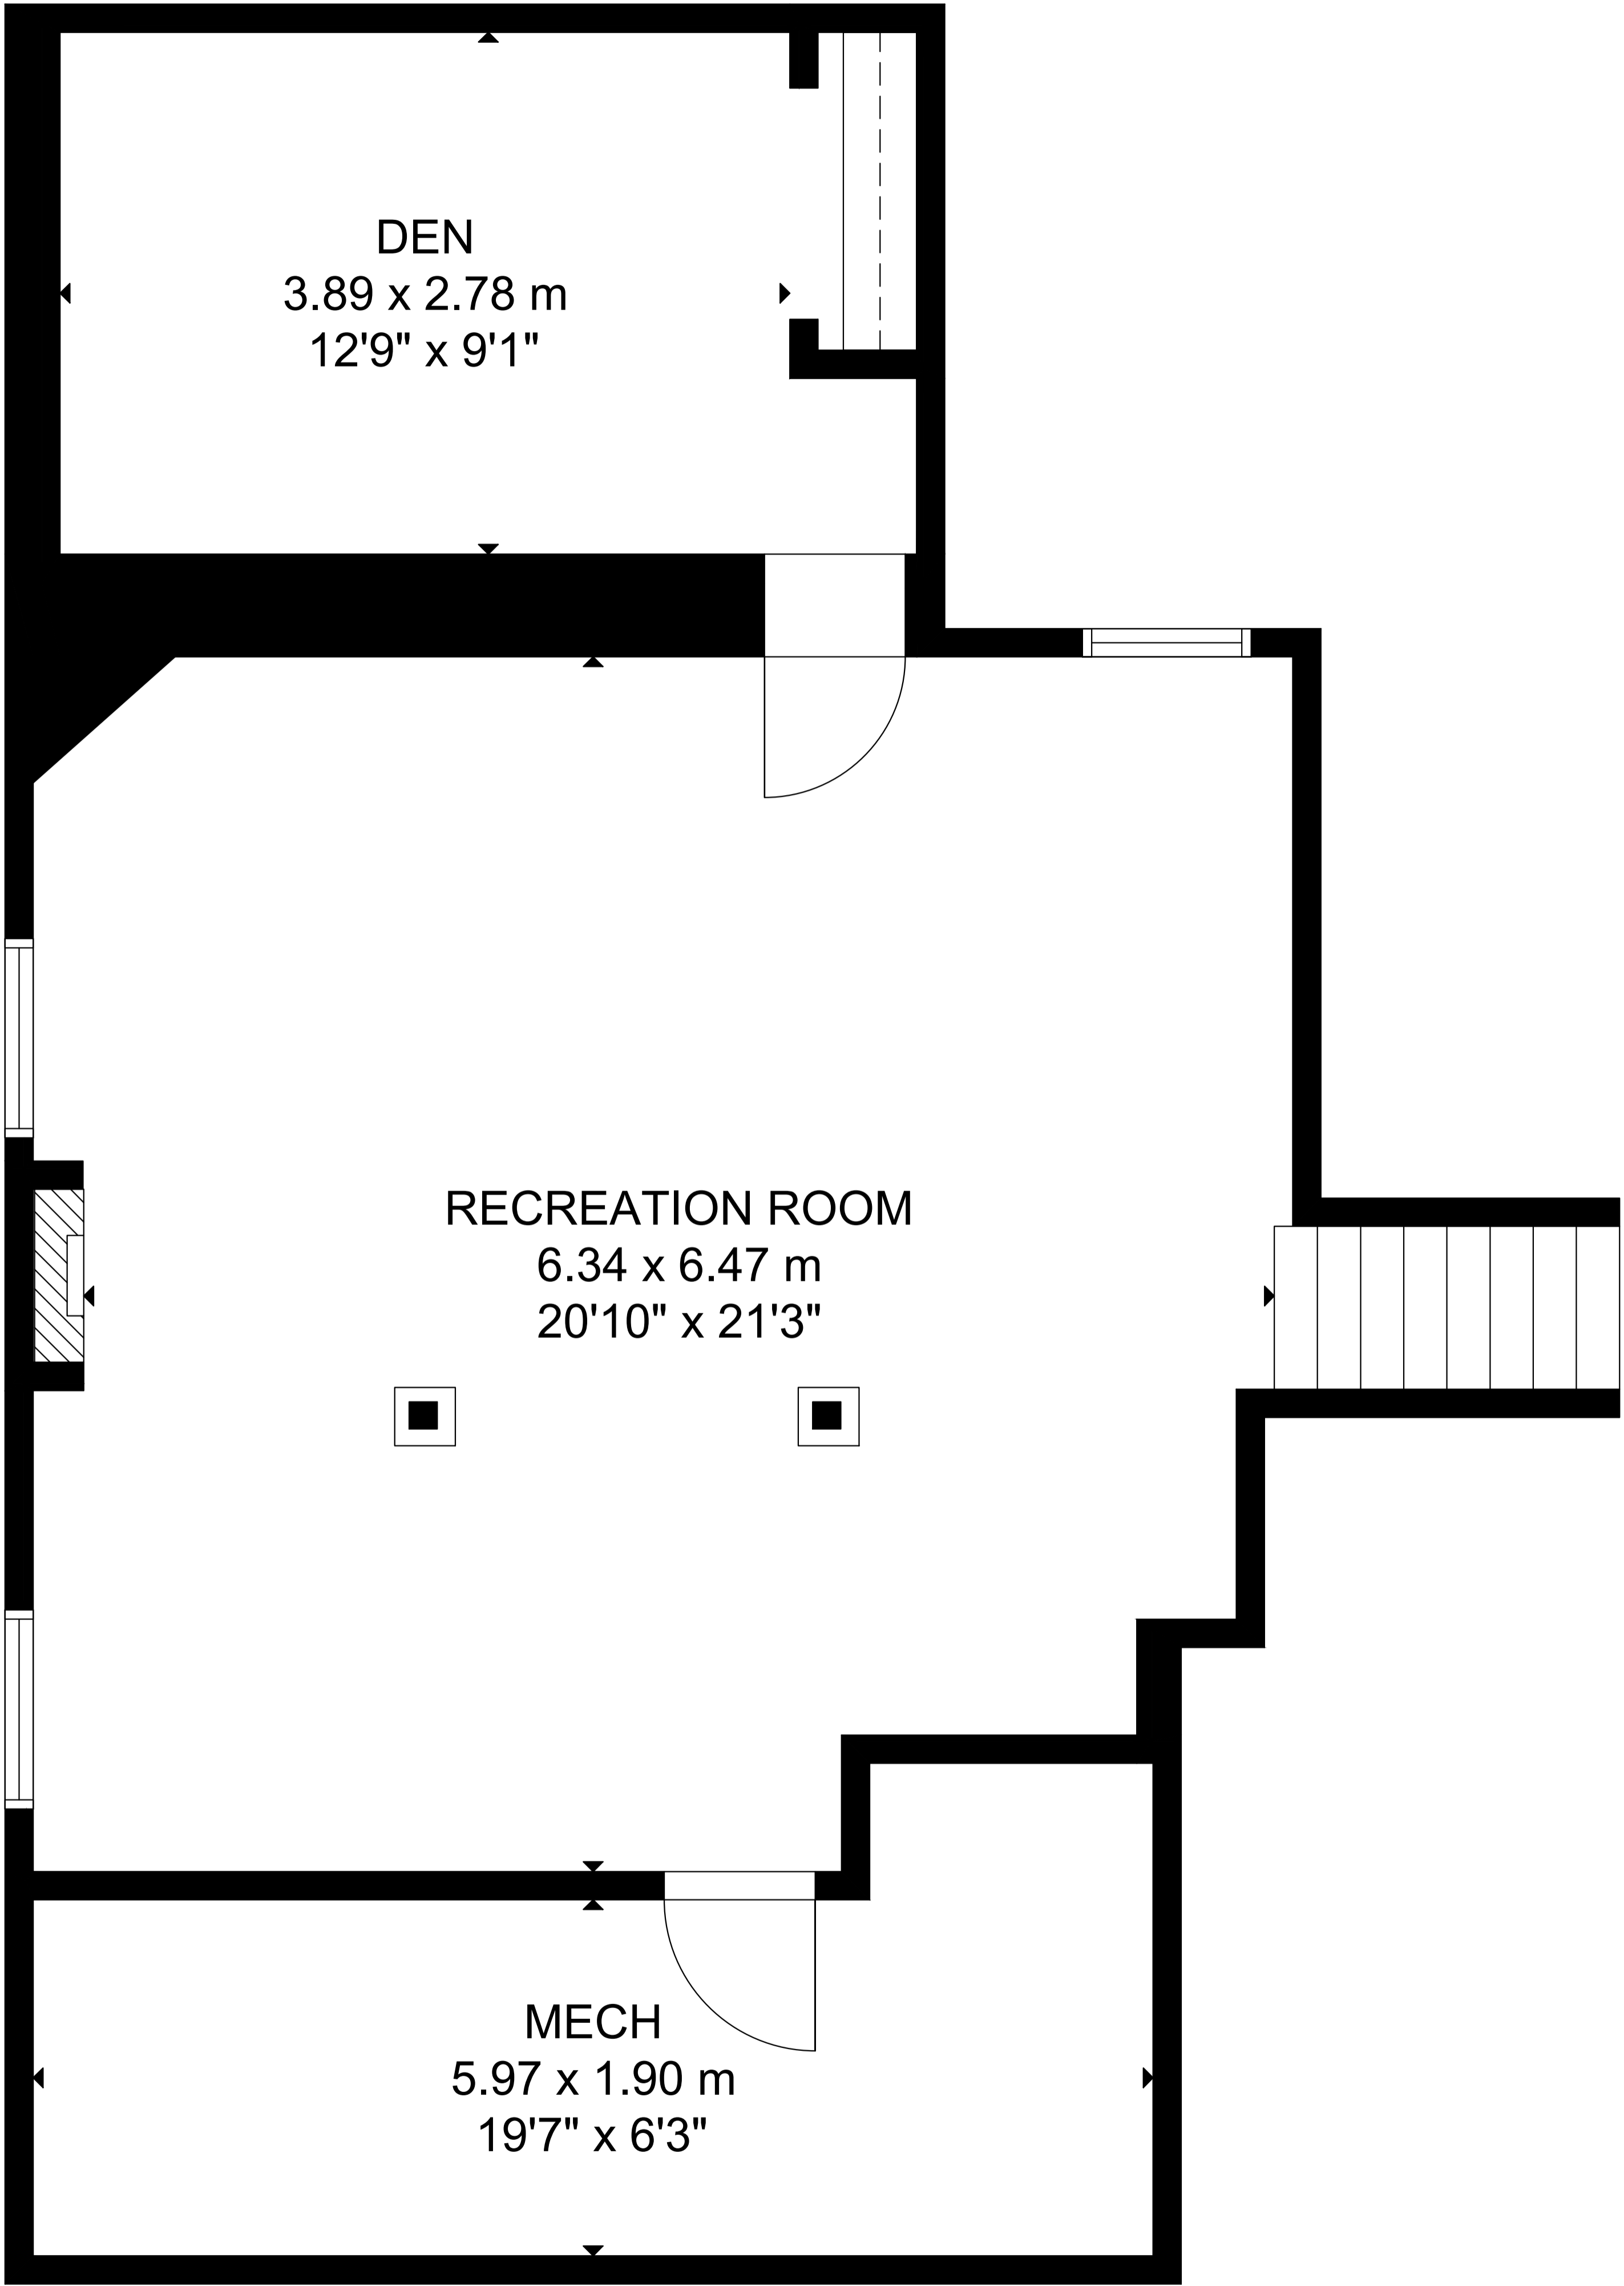 DEN
3.89 x 2.78 m
12'9" x 9'1"
RECREATION ROOM
6.34 x 6.47 m
20'10" x 21'3"
MECH
5.97 x 1.90 m
19'7" x 6'3"